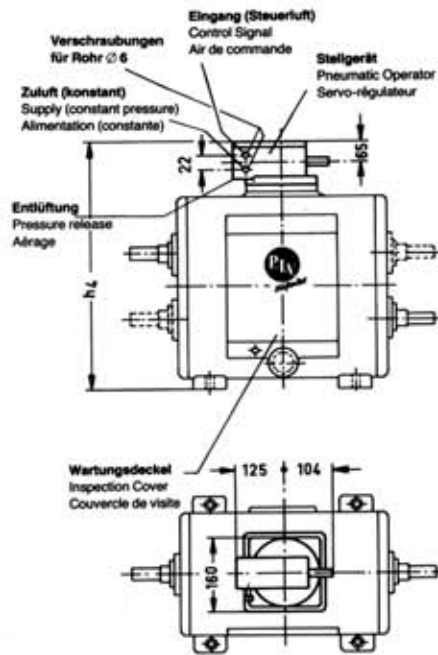 Eingang (Steuerluft)
Control Signal
Air de commande
Verschraubungen
für Rohr ∅ 6
Stellgerät
Pneumatic Operator
Servo-régulateur
Zuluft (konstant)
Supply (constant pressure)
Alimentation (constante)
22
65
Entlüftung
Pressure release
Aérage
h4
P.I.V.
Wartungsdeckel
Inspection Cover
Couvercle de visite
125
104
160